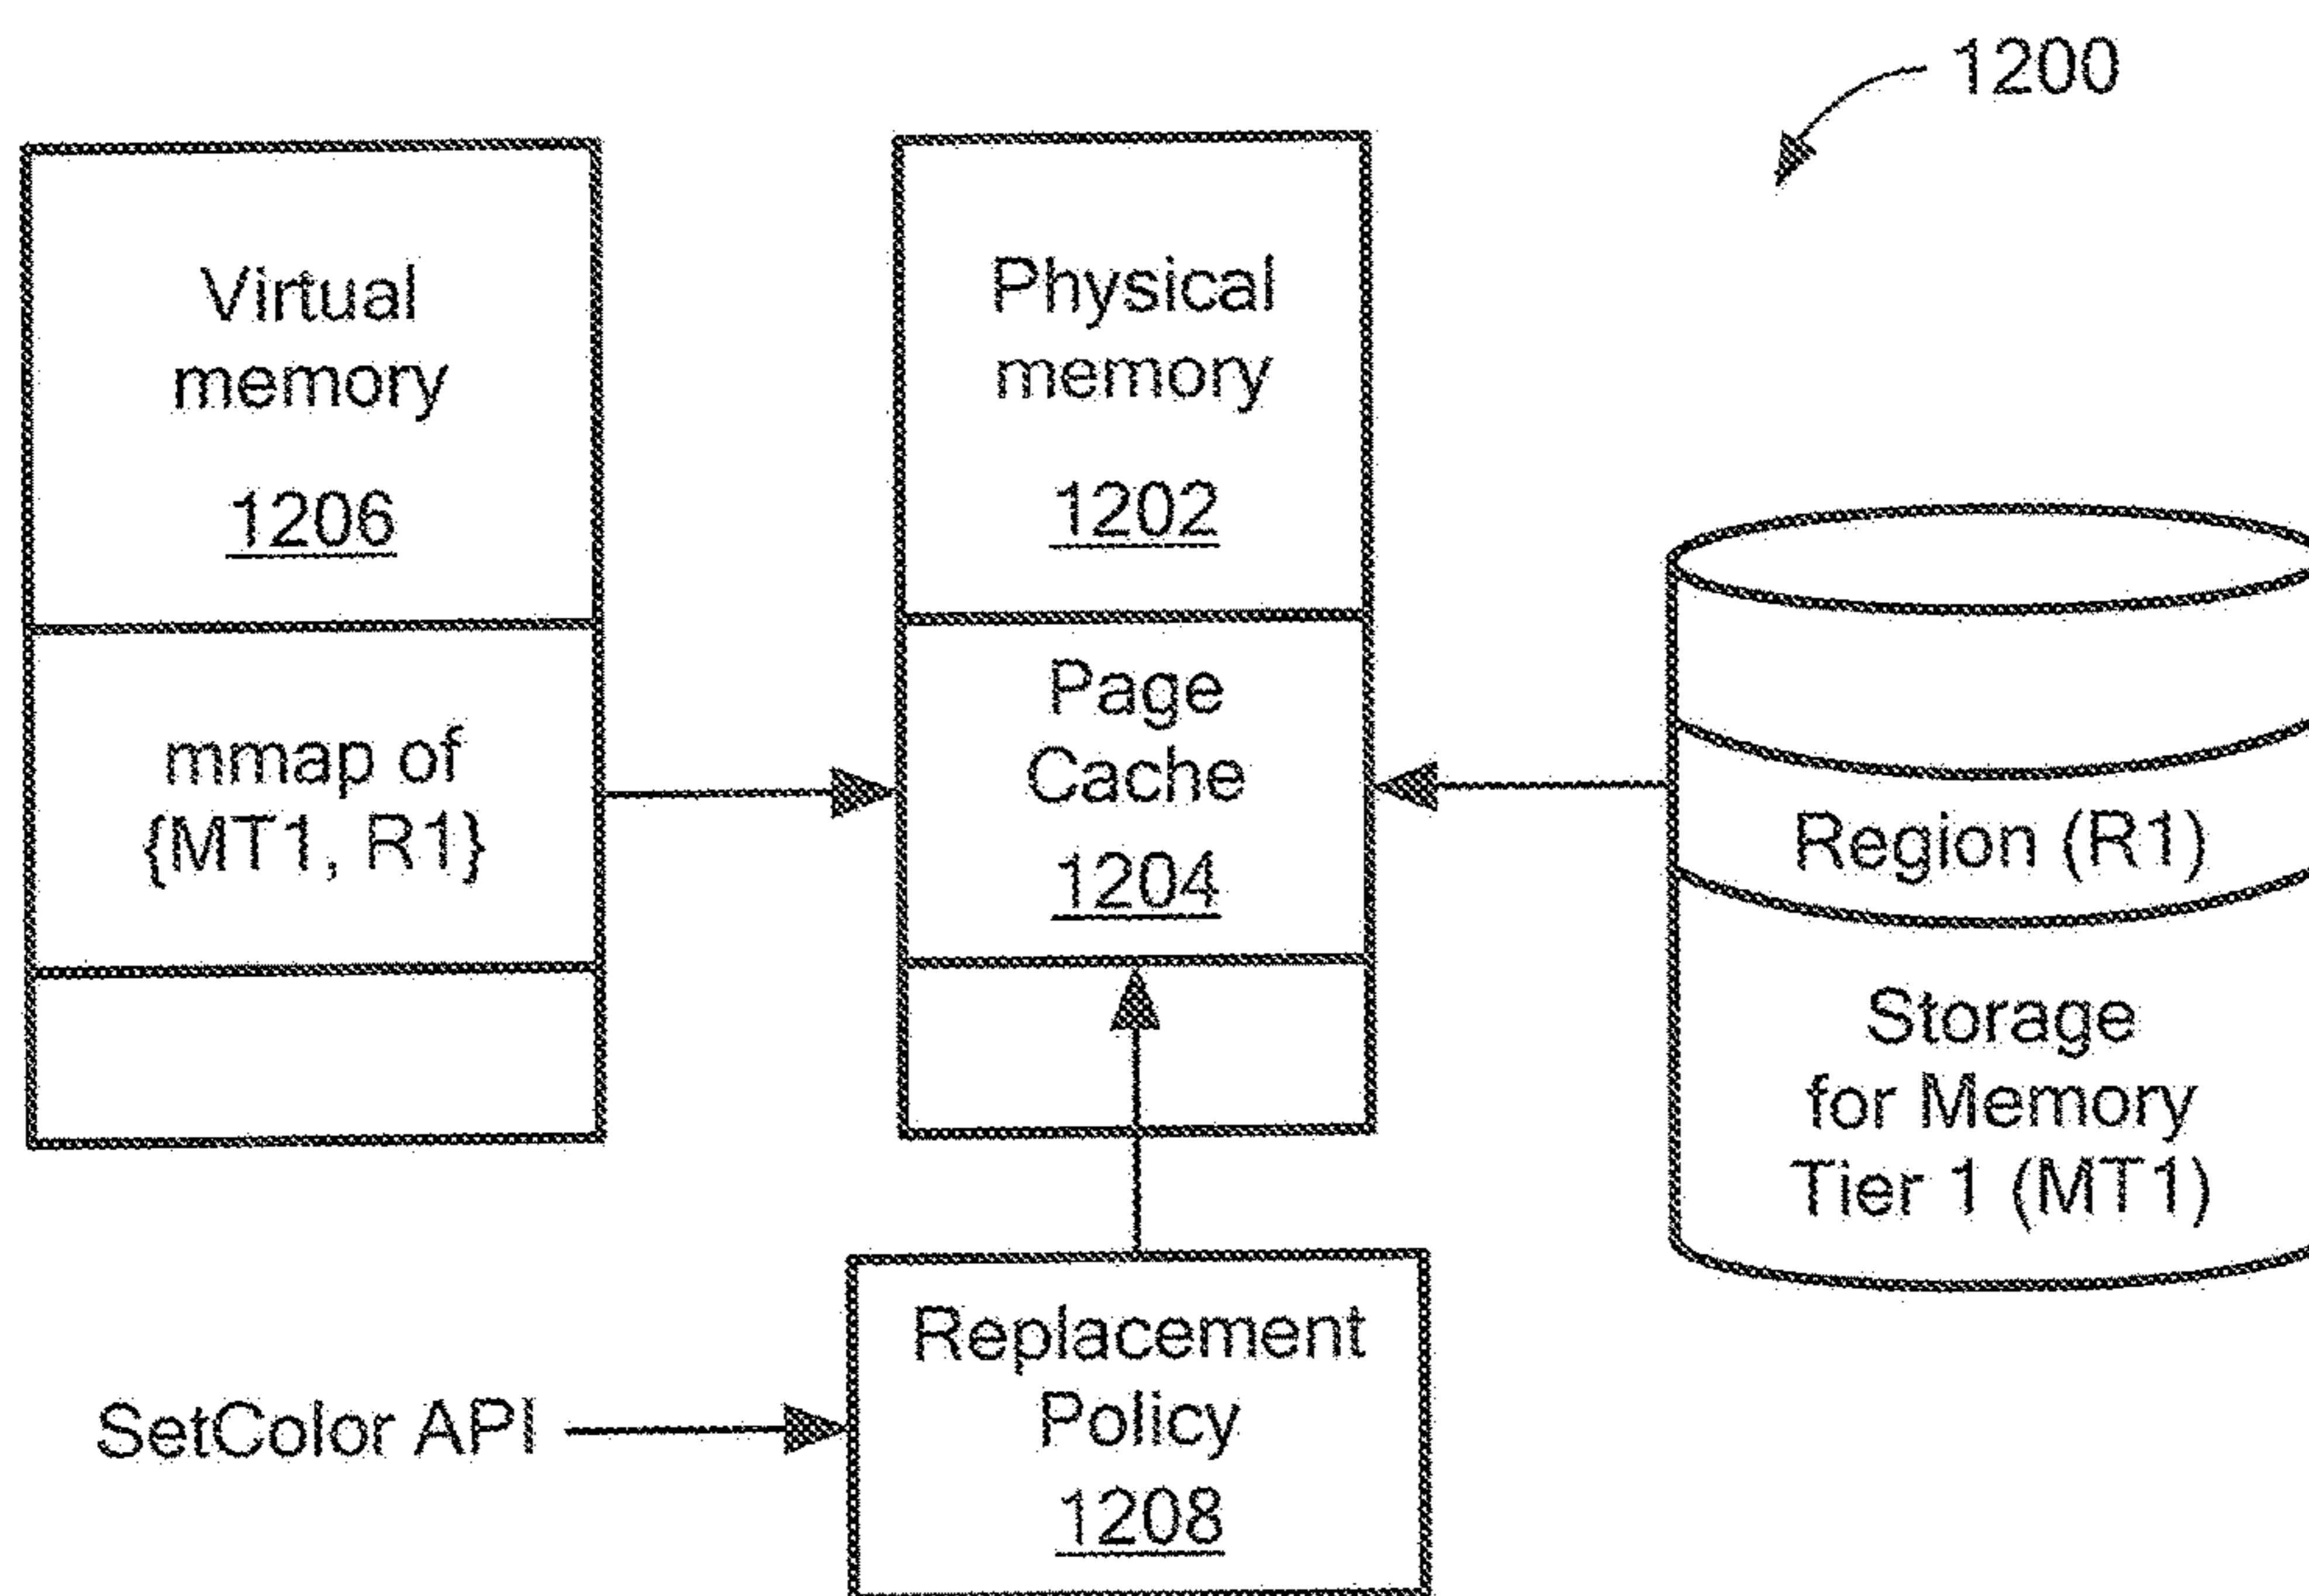 1200
Virtual
memory
1206
mmap of
{MT1, R1}
Physical
memory
1202
Page
Cache
1204
Region (R1)
Storage
for Memory
Tier 1 (MT1)
SetColor API
Replacement
Policy
1208